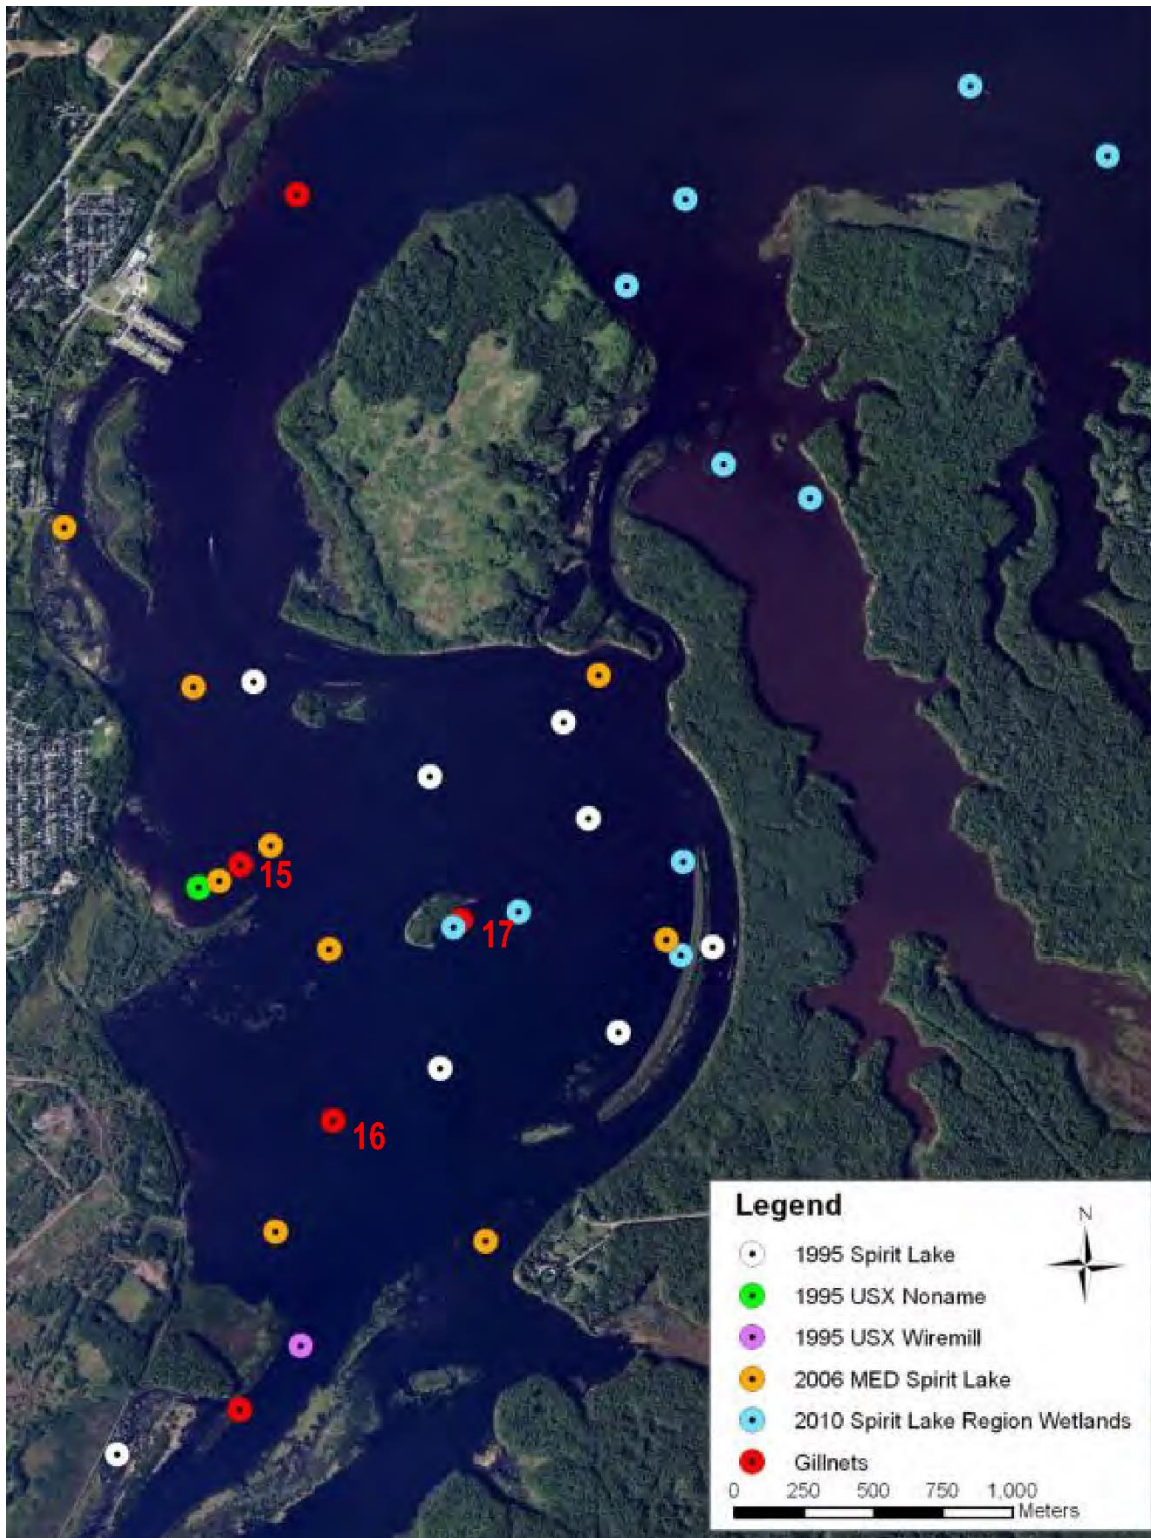 15
17
16
Legend
N
1995 Spirit Lake
1995 USX Noname
1995 USX Wiremill
2006 MED Spirit Lake
2010 Spirit Lake Region Wetlands
Gillnets
0 250 500 750 1,000
Meters